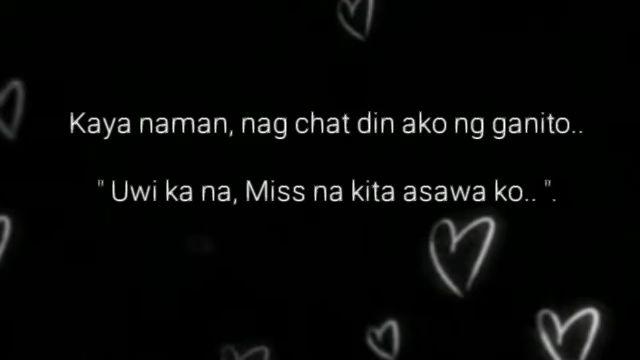 Kaya naman, nag chat din ako ng ganito..
" Uwi ka na, Miss na kita asawa ko.. ".